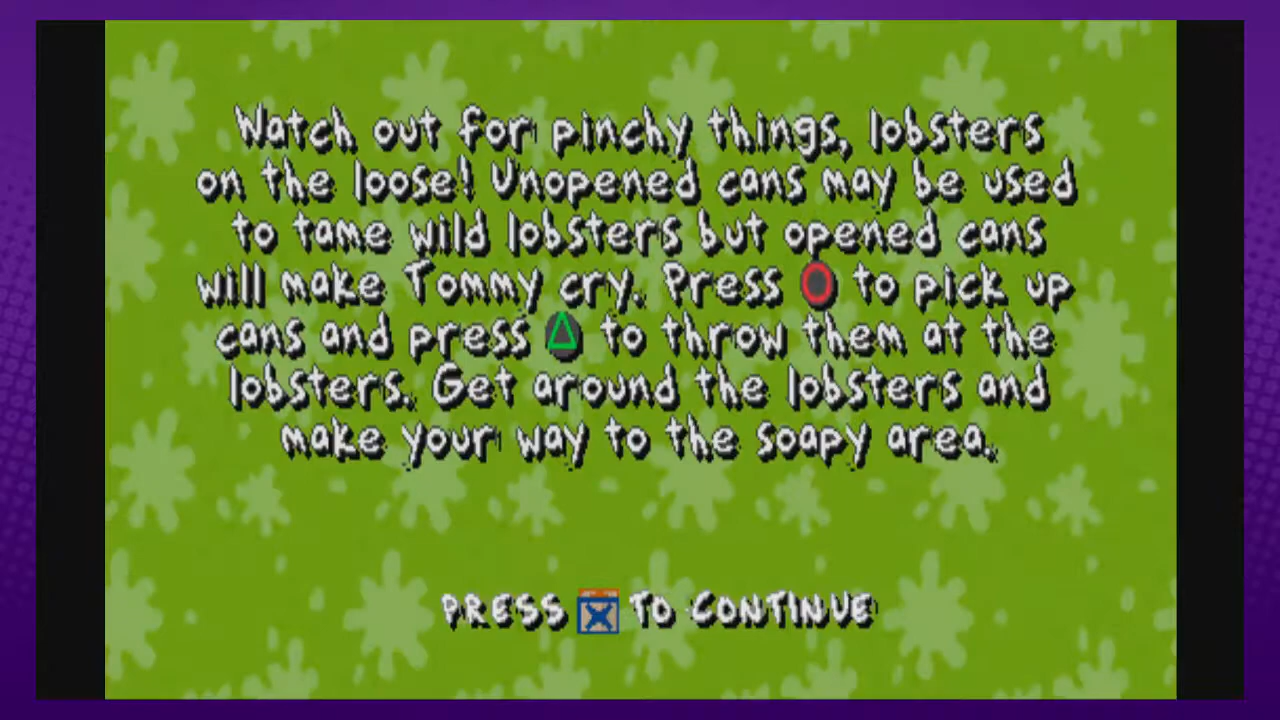 Watch out for pinchy things, lobsters
on the loose! Unopened cans may be used
to tame wild lobsters but opened cans
will make Tommy cry. Press to pick up
cans and press to throw them at the
lobsters. Get around the lobsters and
make your way to the soapy area.
PRESS TO CONTINUE